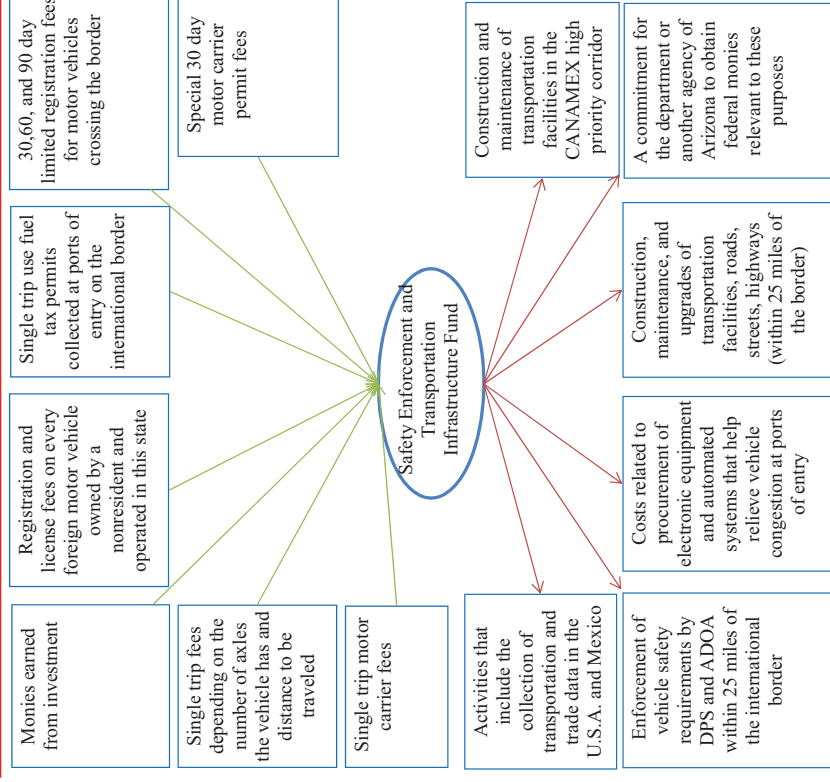 Monies earned
from investment
Registration and
license fees on every
foreign motor vehicle
owned by a
nonresident and
operated in this state
Single trip use fuel
tax permits
collected at ports of
entry on the
international border
30,60, and 90 day
limited registration fees
for motor vehicles
crossing the border
Single trip fees
depending on the
number of axles
the vehicle has and
distance to be
traveled
Special 30 day
motor carrier
permit fees
Single trip motor
carrier fees
Safety Enforcement and
Transportation
Infrastructure Fund
Activities that
include the
collection of
transportation and
trade data in the
U.S.A. and Mexico
Construction and
maintenance of
transportation
facilities in the
CANAMEX high
priority corridor
Enforcement of
vehicle safety
requirements by
DPS and ADOA
within 25 miles of
the international
border
Costs related to
procurement of
electronic equipment
and automated
systems that help
relieve vehicle
congestion at ports
of entry
Construction,
maintenance, and
upgrades of
transportation
facilities, roads,
streets, highways
(within 25 miles of
the border)
A commitment for
the department or
another agency of
Arizona to obtain
federal monies
relevant to these
purposes